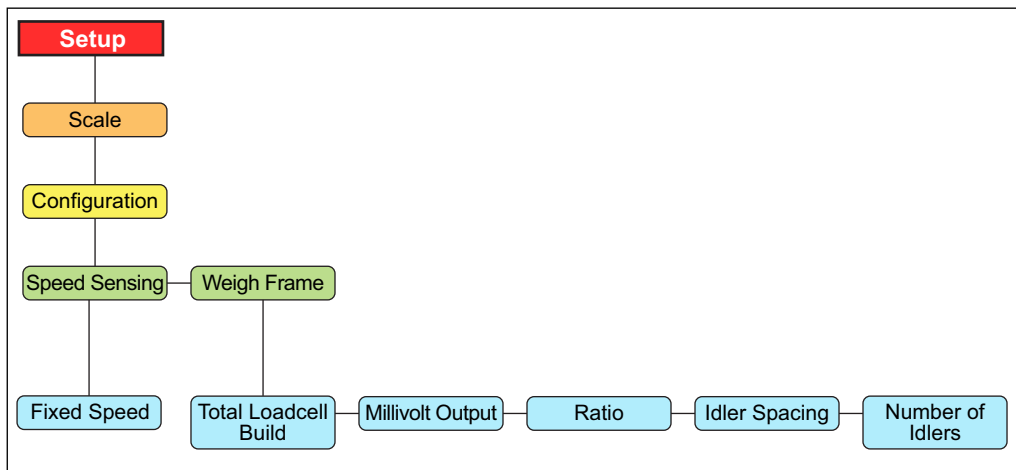 Setup
Scale
Configuration
Speed Sensing
Weigh Frame
Fixed Speed
Total Loadcell
Build
Millivolt Output
Ratio
Idler Spacing
Number of
Idlers